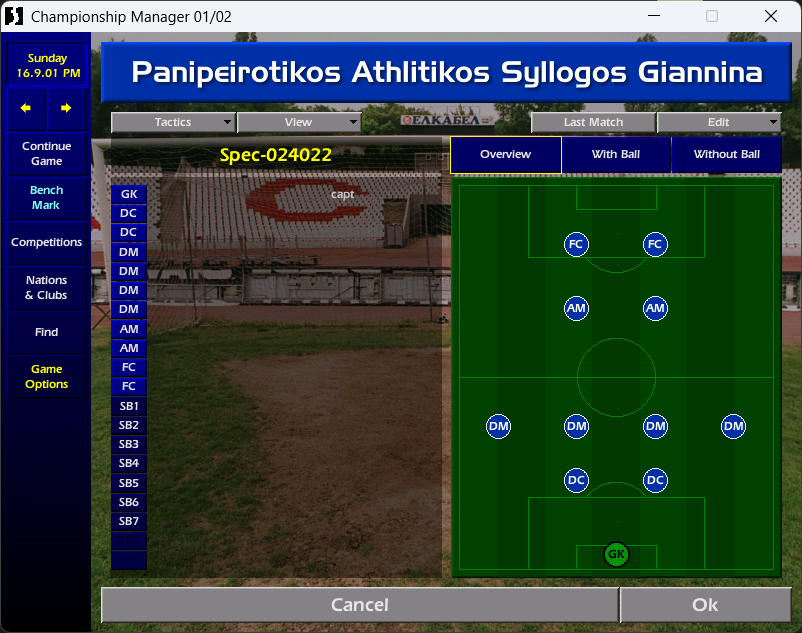 Championship Manager 01/02
Sunday
16.9.01 PM
Continue
Game
Bench
Mark
Competitions
Nations
& Clubs
Find
Game
Options
Panipeirotikos Athlitikos Syllogos Giannina
Tactics
View
ΕΛΚΑΒΕΛ
Last Match
Edit
Spec-024022
Overview
With Ball
Without Ball
GK
capt
DC
DC
DM
DM
DM
DM
AM
AM
FC
FC
SB1
SB2
SB3
SB4
SB5
SB6
SB7
FC FC
AM AM
DM DM DM DM
DC DC
GK
Cancel
Ok